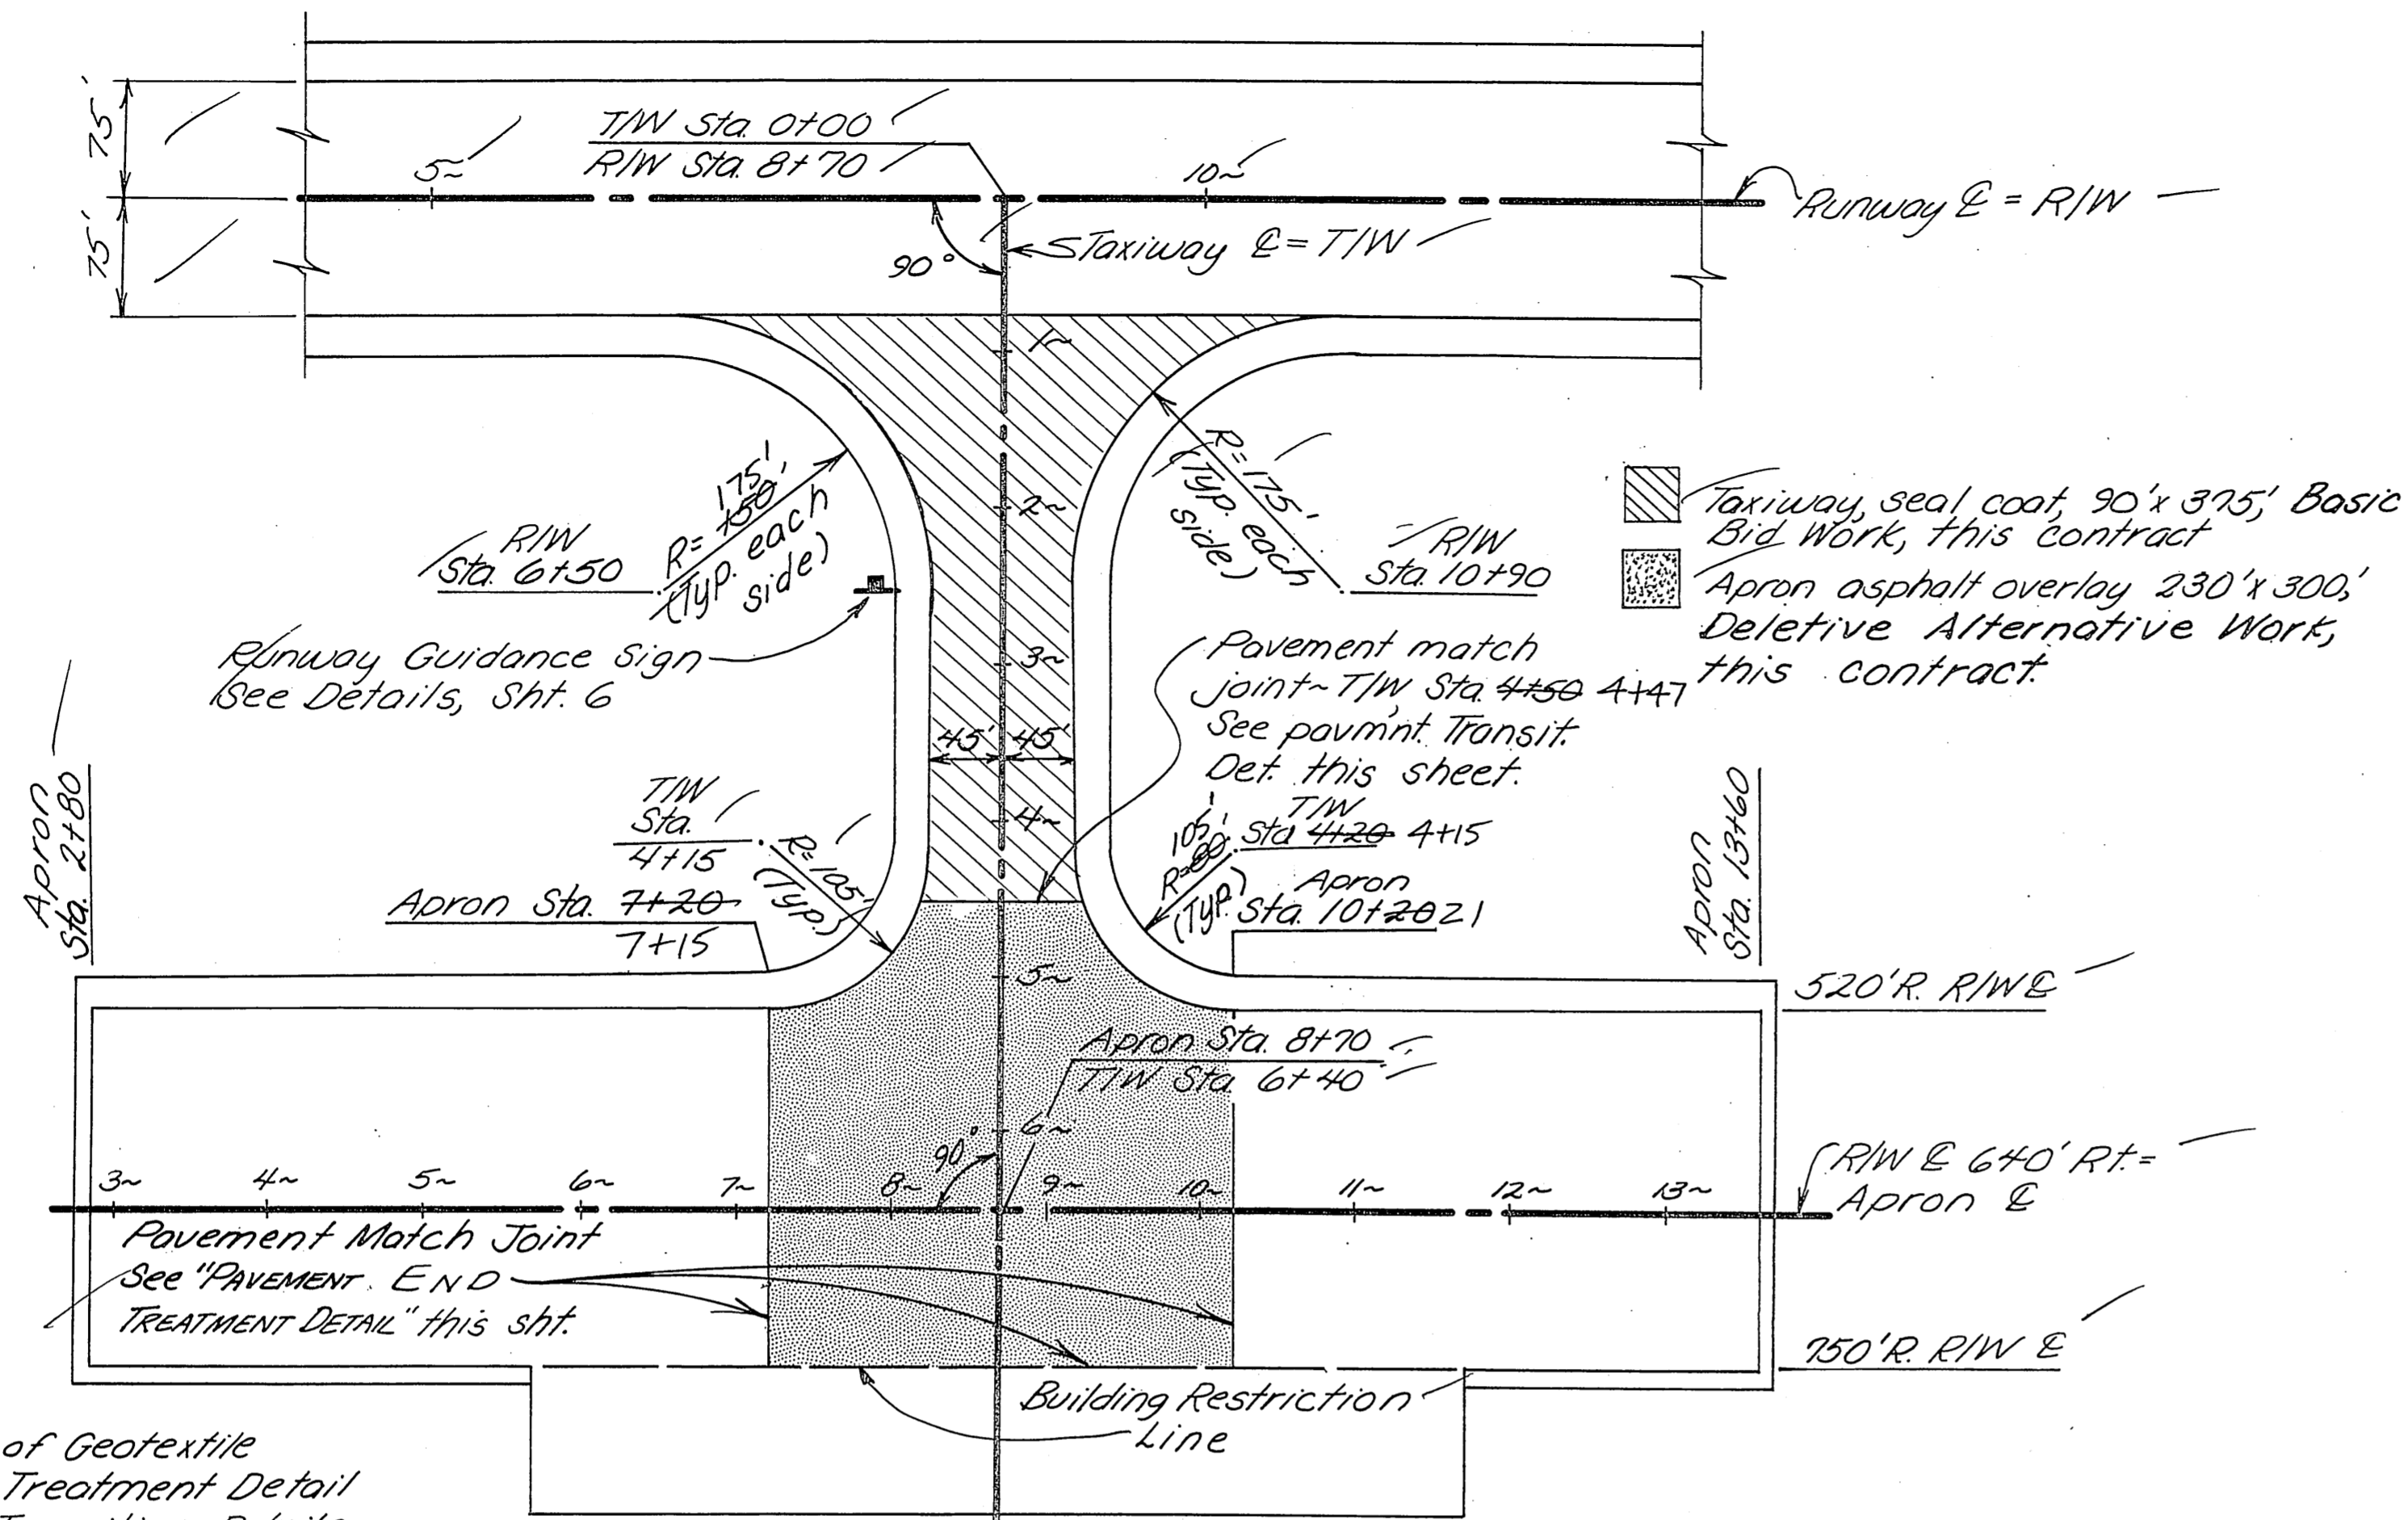 75'
75'
T/W Sta. 0+00
R/W Sta. 8+70
5~
10~
Runway ℄ = R/W
Taxiway ℄ = T/W
90°
1~
R= 150' 175'
(Typ. each
side)
R=175'
(Typ. each
side)
R/W
Sta. 6+50
R/W
Sta. 10+90
2~
Taxiway, seal coat, 90' x 375', Basic
Bid Work, this contract
Apron asphalt overlay 230' x 300',
Deletive Alternative Work,
this contract.
Runway Guidance Sign
See Details, Sht. 6
3~
Pavement match
joint~ T/W Sta. 4+50 4+47
See pavm'nt. Transit.
Det. this sheet.
45' 45'
4~
Apron
Sta. 2+80
T/W
Sta.
4+15
R=105'
(Typ.)
Apron Sta. 7+20
7+15
T/W
Sta 4+20 4+15
105'
R=80'
(Typ.)
Apron
Sta. 10+20 21
Apron
Sta. 13+60
5~
520' R. R/W ℄
Apron Sta. 8+70
T/W Sta. 6+40
6~
90°
3~ 4~ 5~ 6~ 7~ 8~ 9~ 10~ 11~ 12~ 13~
R/W ℄ 640' Rt. =
Apron ℄
Pavement Match Joint
See "PAVEMENT END
TREATMENT DETAIL" this sht.
750' R. R/W ℄
Building Restriction
Line
of Geotextile
Treatment Detail